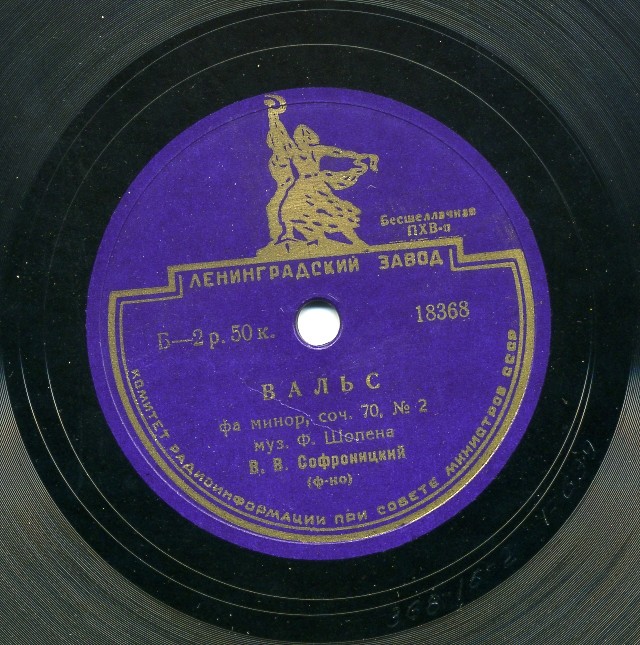 Бесшеллачная
ПХВ-п
ЛЕНИНГРАДСКИЙ ЗАВОД
Б—2 р. 50 к.
18368
ВАЛЬС
фа минор, соч. 70, № 2
муз. Ф. Шопена
В. В. Софроницкий
(ф-но)
КОМИТЕТ РАДИОИНФОРМАЦИИ ПРИ СОВЕТЕ МИНИСТРОВ СССР